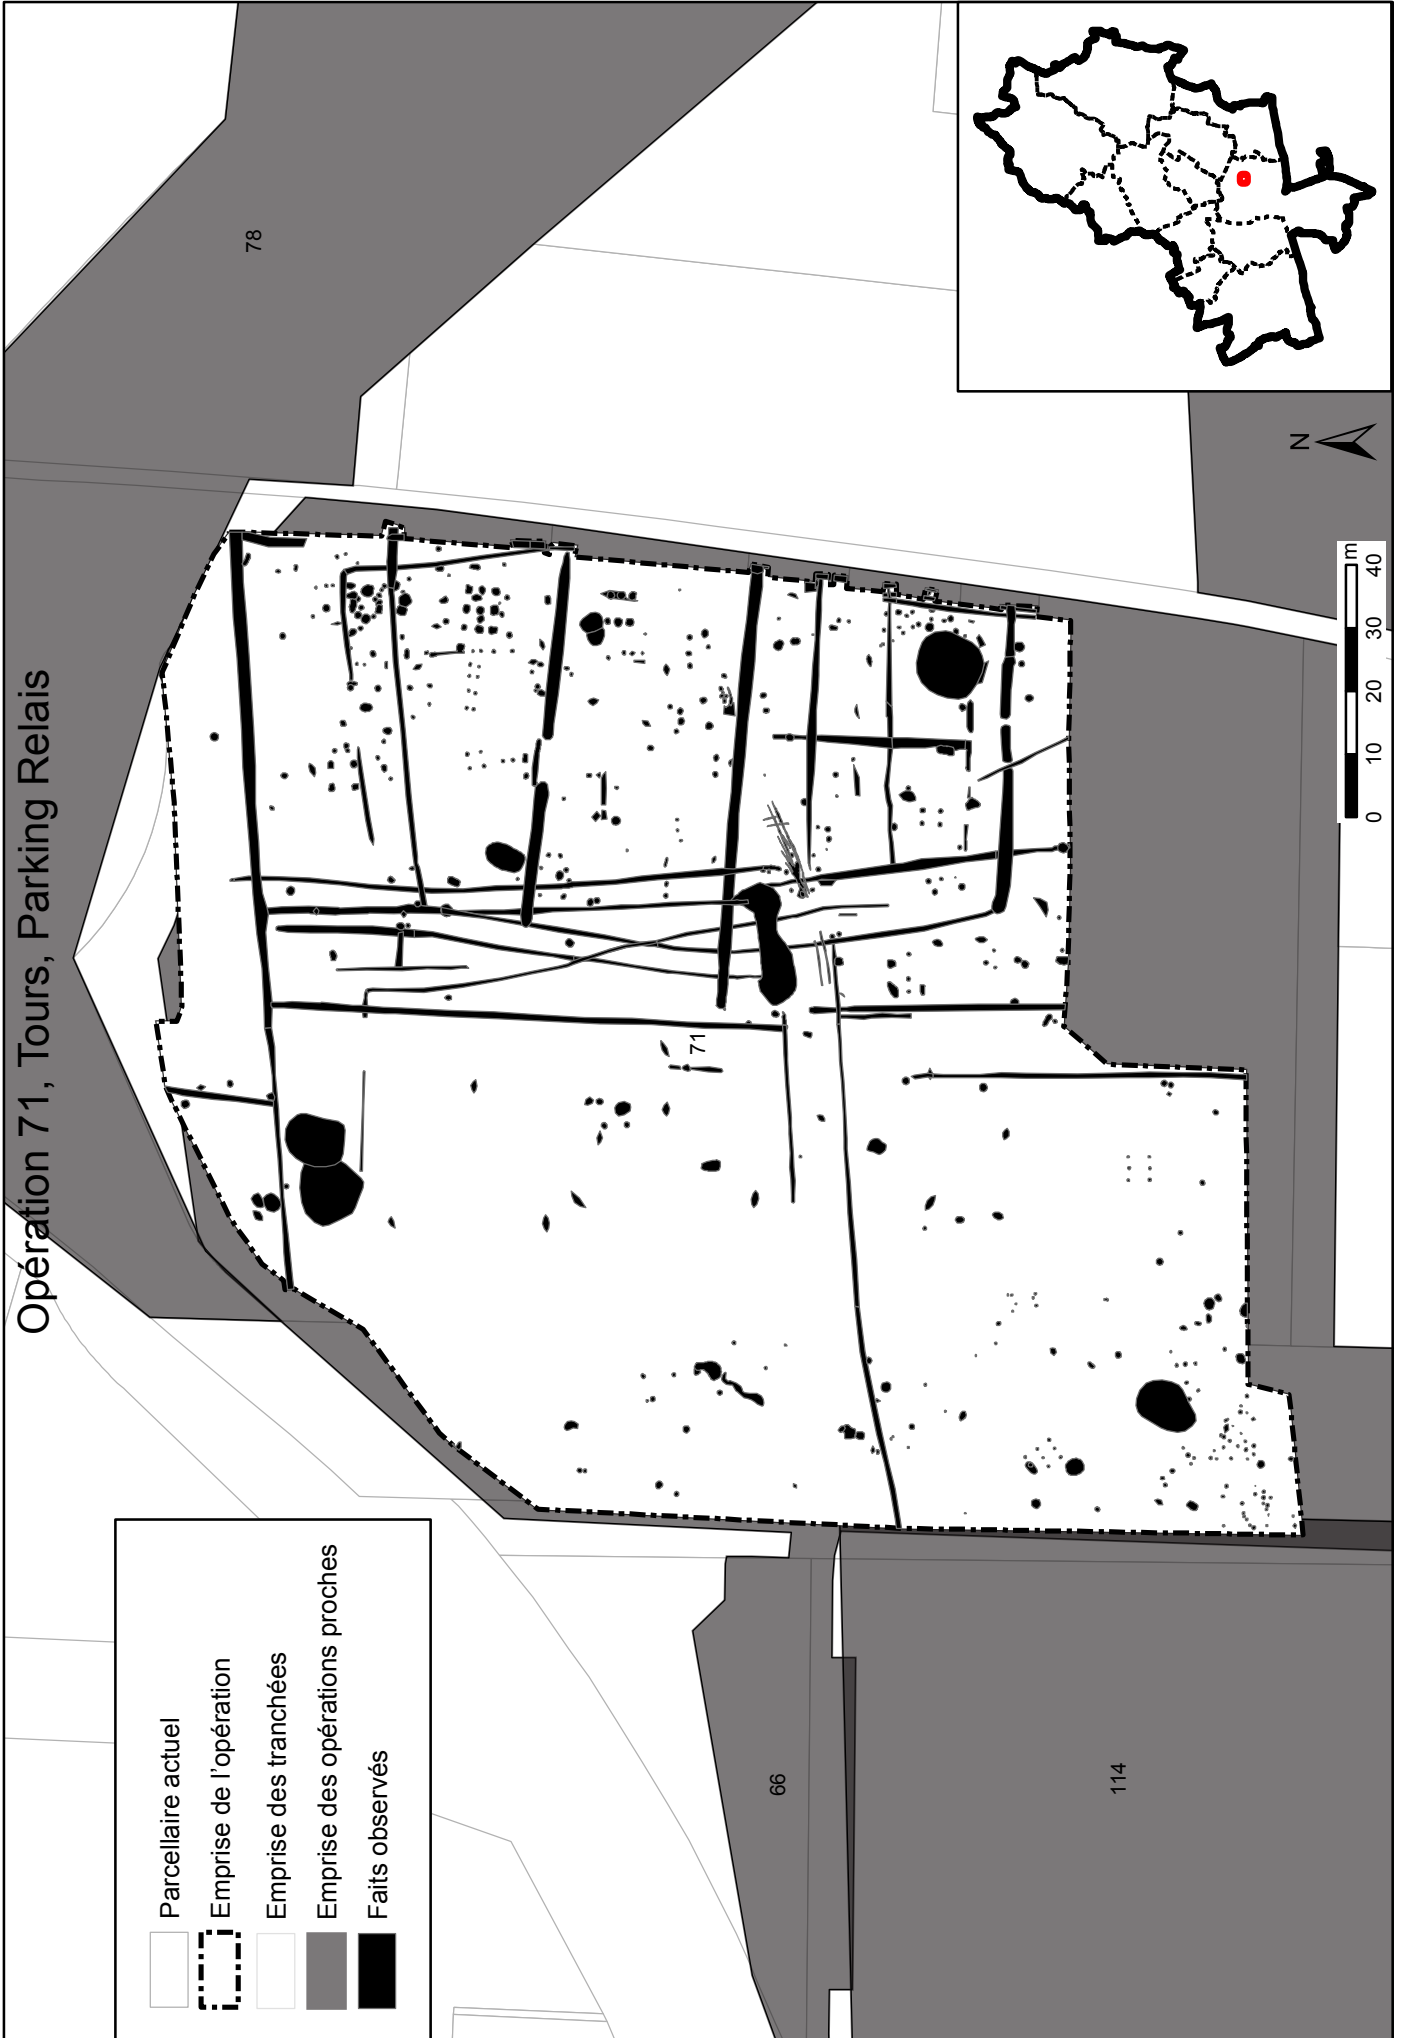 Opération 71, Tours, Parking Relais
Parcellaire actuel
Emprise de l'opération
Emprise des tranchées
Emprise des opérations proches
Faits observés
78
71
66
114
N
0 10 20 30 40 m